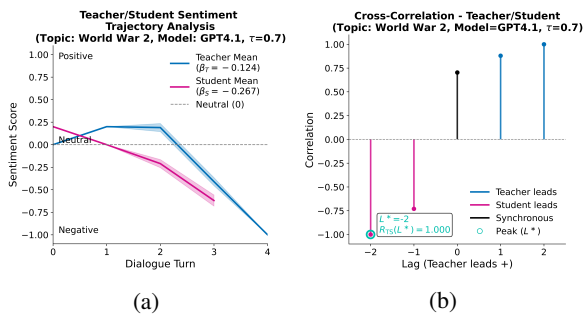 Teacher/Student Sentiment
Trajectory Analysis
(Topic: World War 2, Model: GPT4.1, τ=0.7)
1.00
0.75
0.50
0.25
0.00
−0.25
−0.50
−0.75
−1.00
Sentiment Score
Positive
Neutral
Negative
Teacher Mean
(β_T = −0.124)
Student Mean
(β_S = −0.267)
Neutral (0)
0 1 2 3 4
Dialogue Turn
(a)
Cross-Correlation - Teacher/Student
(Topic: World War 2, Model=GPT4.1, τ=0.7)
1.00
0.75
0.50
0.25
0.00
−0.25
−0.50
−0.75
−1.00
Correlation
L*=-2
R_TS(L*) = 1.000
Teacher leads
Student leads
Synchronous
Peak (L*)
−2 −1 0 1 2
Lag (Teacher leads +)
(b)